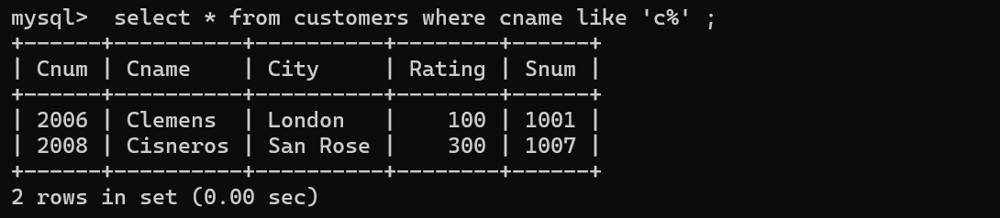 mysql>  select * from customers where cname like 'c%' ;
+------+----------+----------+--------+------+
| Cnum | Cname    | City     | Rating | Snum |
+------+----------+----------+--------+------+
| 2006 | Clemens  | London   |    100 | 1001 |
| 2008 | Cisneros | San Rose |    300 | 1007 |
+------+----------+----------+--------+------+
2 rows in set (0.00 sec)